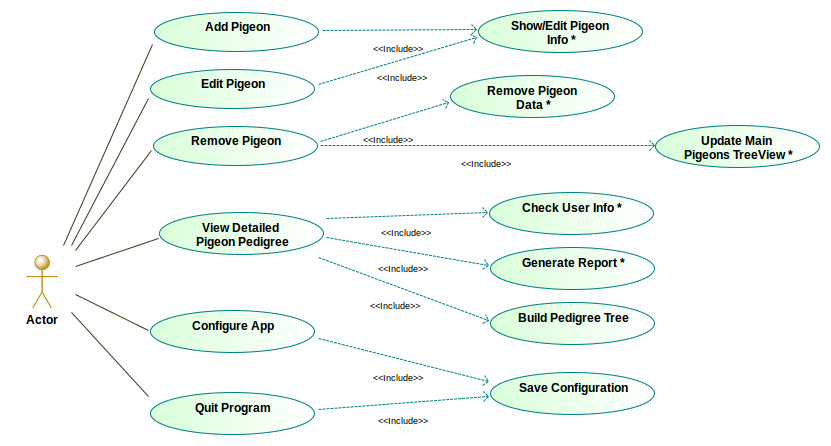 Add Pigeon
Show/Edit Pigeon
Info *
<<Include>>
Edit Pigeon
<<Include>>
Remove Pigeon
Data *
Remove Pigeon
<<Include>>
Update Main
Pigeons TreeView *
<<Include>>
Check User Info *
View Detailed
Pigeon Pedigree
<<Include>>
Generate Report *
<<Include>>
<<Include>>
Build Pedigree Tree
Actor
Configure App
<<Include>>
Save Configuration
Quit Program
<<Include>>